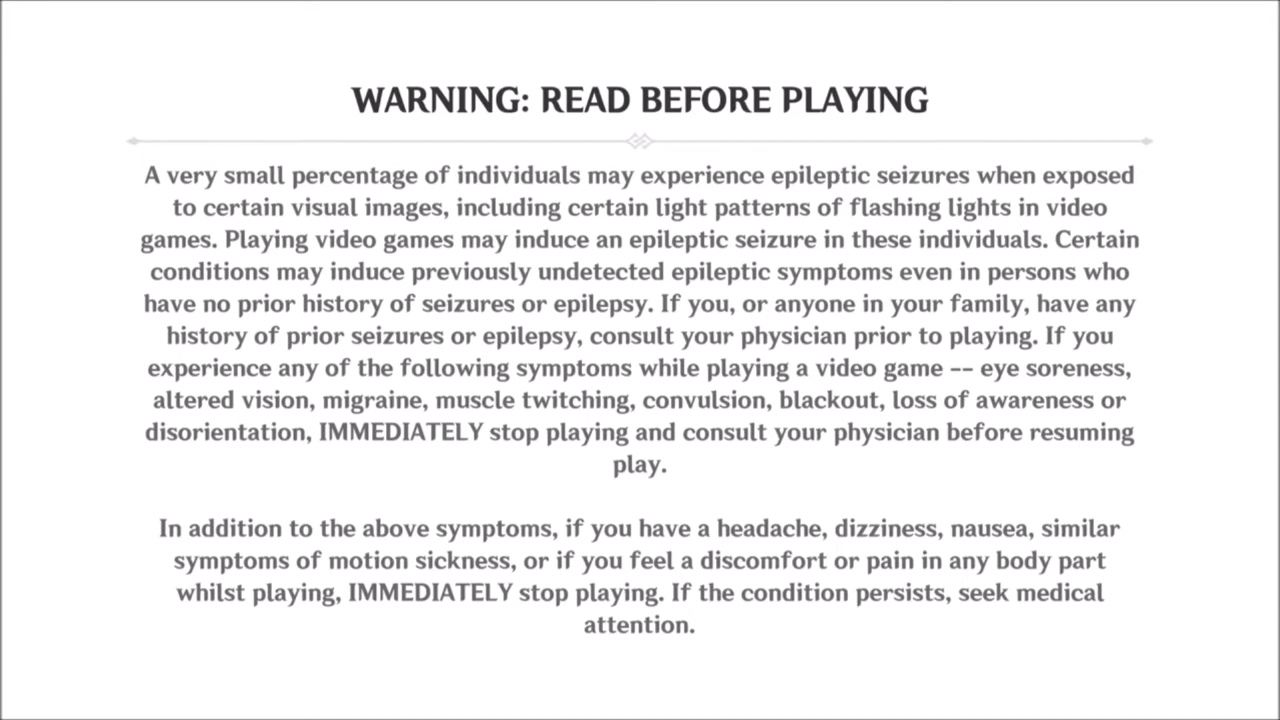 WARNING: READ BEFORE PLAYING
A very small percentage of individuals may experience epileptic seizures when exposed
to certain visual images, including certain light patterns of flashing lights in video
games. Playing video games may induce an epileptic seizure in these individuals. Certain
conditions may induce previously undetected epileptic symptoms even in persons who
have no prior history of seizures or epilepsy. If you, or anyone in your family, have any
history of prior seizures or epilepsy, consult your physician prior to playing. If you
experience any of the following symptoms while playing a video game -- eye soreness,
altered vision, migraine, muscle twitching, convulsion, blackout, loss of awareness or
disorientation, IMMEDIATELY stop playing and consult your physician before resuming
play.
In addition to the above symptoms, if you have a headache, dizziness, nausea, similar
symptoms of motion sickness, or if you feel a discomfort or pain in any body part
whilst playing, IMMEDIATELY stop playing. If the condition persists, seek medical
attention.